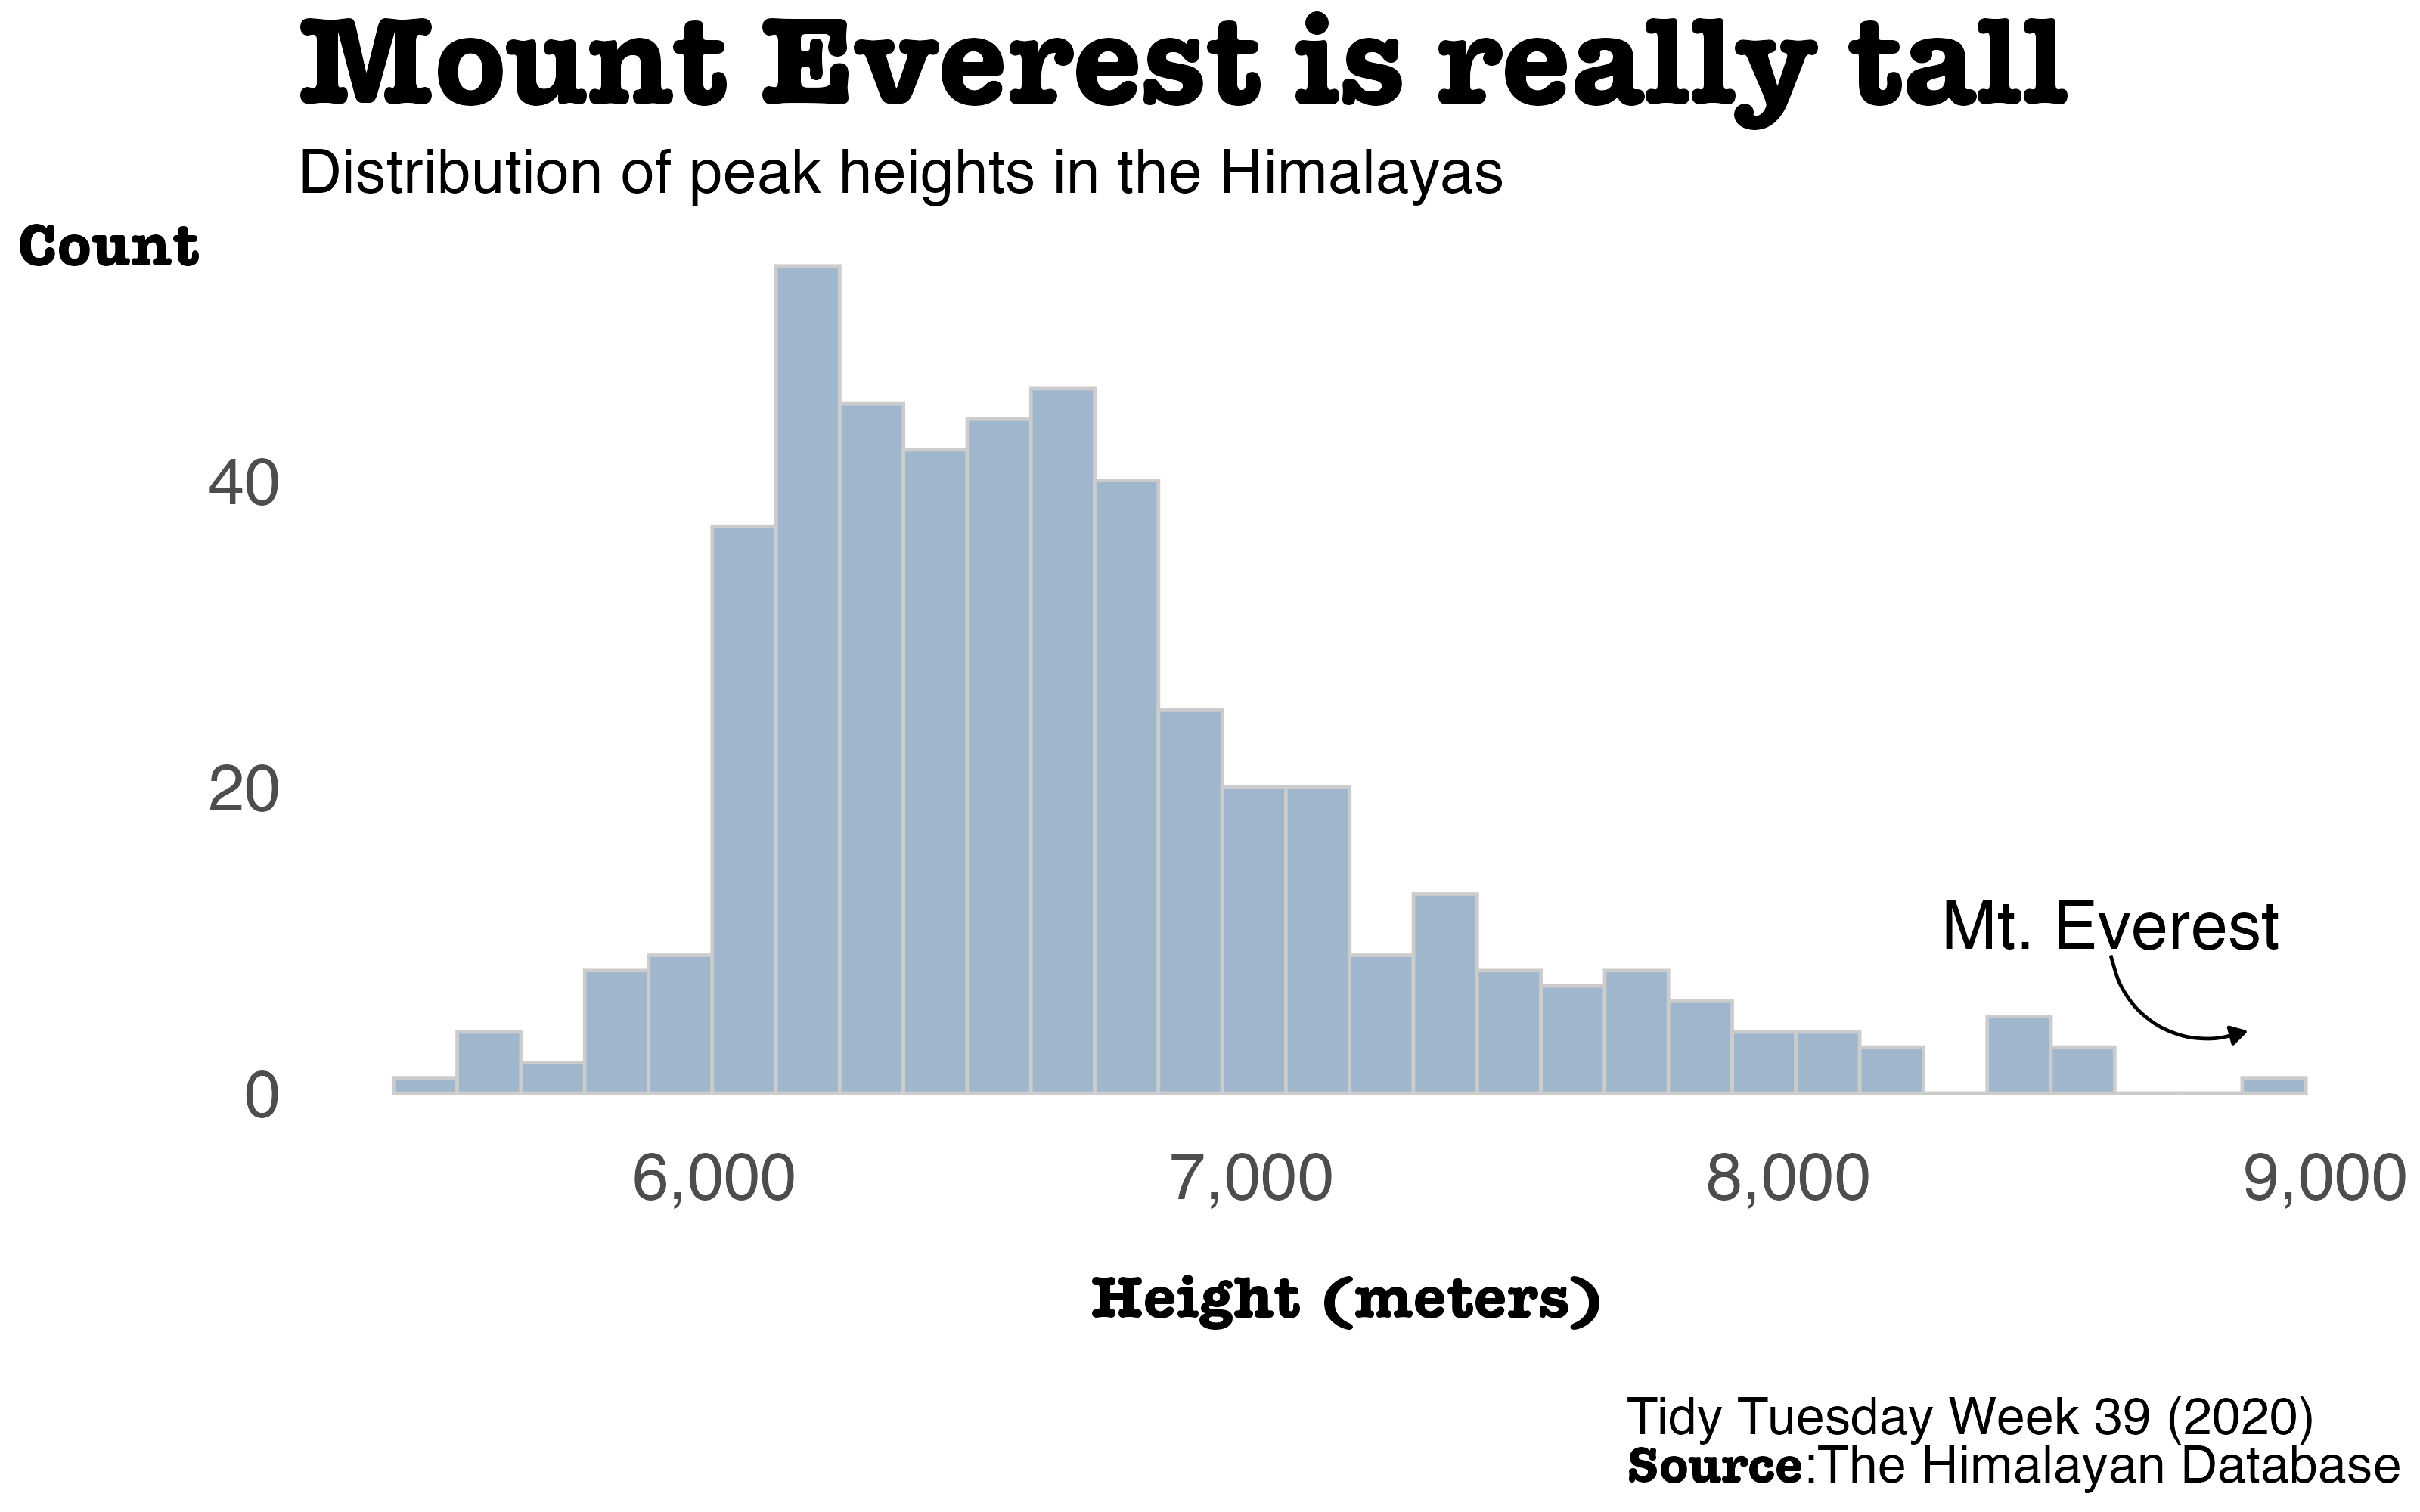 Mount Everest is really tall
Distribution of peak heights in the Himalayas
Count
40
20
0
Mt. Everest
6,000 7,000 8,000 9,000
Height (meters)
Tidy Tuesday Week 39 (2020)
Source:The Himalayan Database